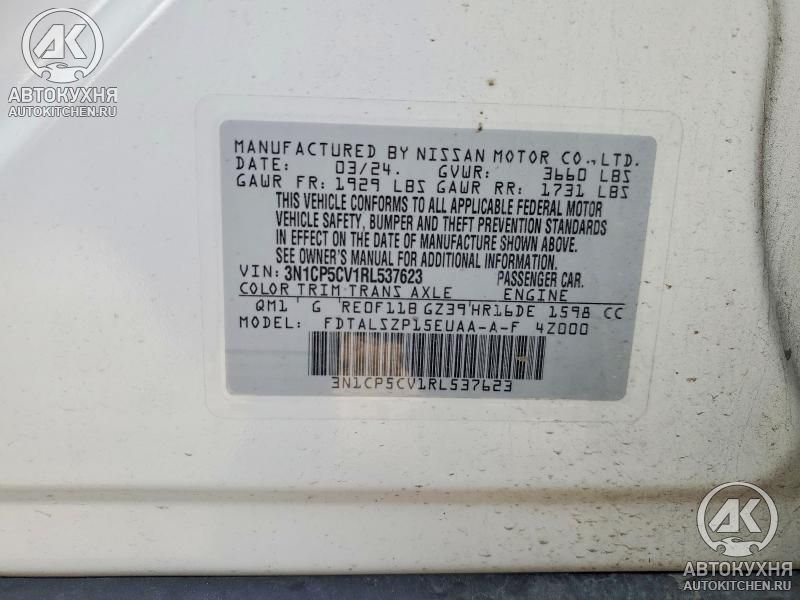 AK
АВТОКУХНЯ
AUTOKITCHEN.RU
MANUFACTURED BY NISSAN MOTOR CO., LTD.
DATE: 03/24. GVWR: 3660 LBS
GAWR FR: 1929 LBS GAWR RR: 1731 LBS
THIS VEHICLE CONFORMS TO ALL APPLICABLE FEDERAL MOTOR
VEHICLE SAFETY, BUMPER AND THEFT PREVENTION STANDARDS
IN EFFECT ON THE DATE OF MANUFACTURE SHOWN ABOVE.
SEE OWNER'S MANUAL FOR ADDITIONAL INFORMATION.
VIN: 3N1CP5CV1RL537623 PASSENGER CAR.
COLOR TRIM TRANS AXLE ENGINE
QM1 G RE0F11B GZ39 HR16DE 1598 CC
MODEL: FDTALSZP15EUAA-A-F 4Z000
3N1CP5CV1RL537623
AK
АВТОКУХНЯ
AUTOKITCHEN.RU